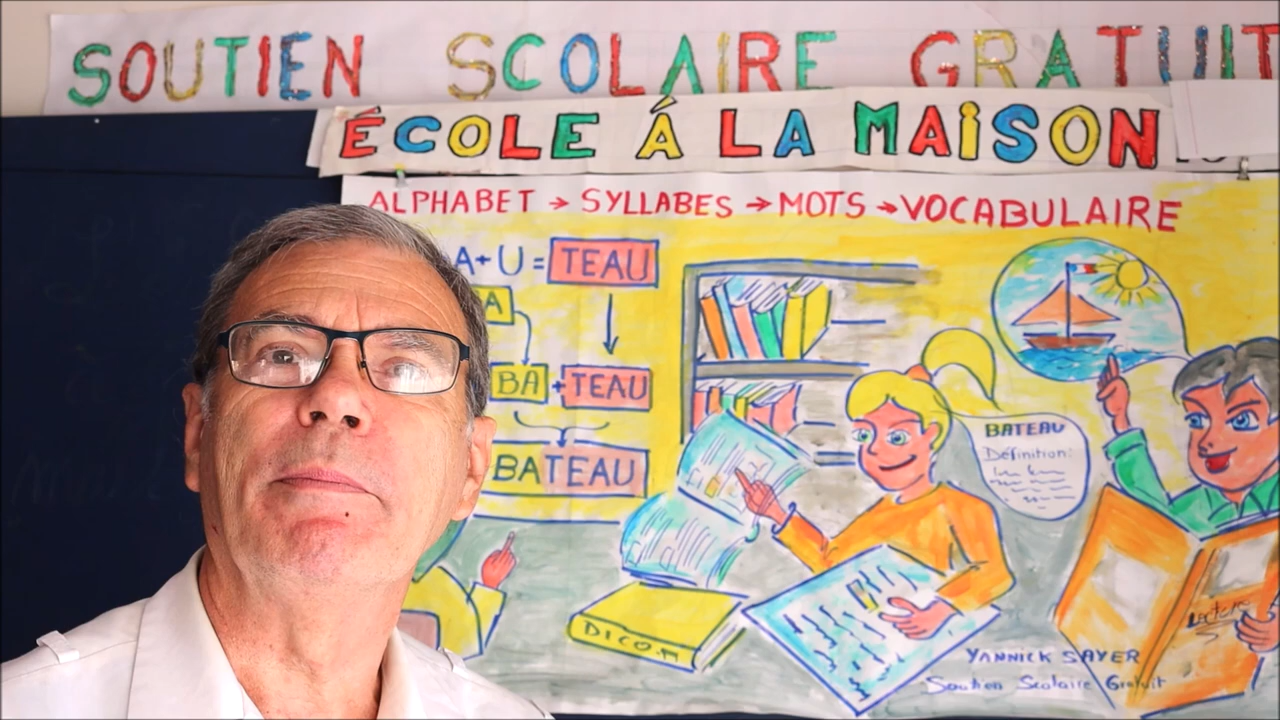 SOUTIEN SCOLAIRE GRATUIT
ÉCOLE Á LA MAISON
ALPHABET → SYLLABES → MOTS → VOCABULAIRE
A+U = TEAU
BA + TEAU
BATEAU
BATEAU
Définition:
DICO.M
Lecture
YANNICK SAYER
Soutien Scolaire Gratuit